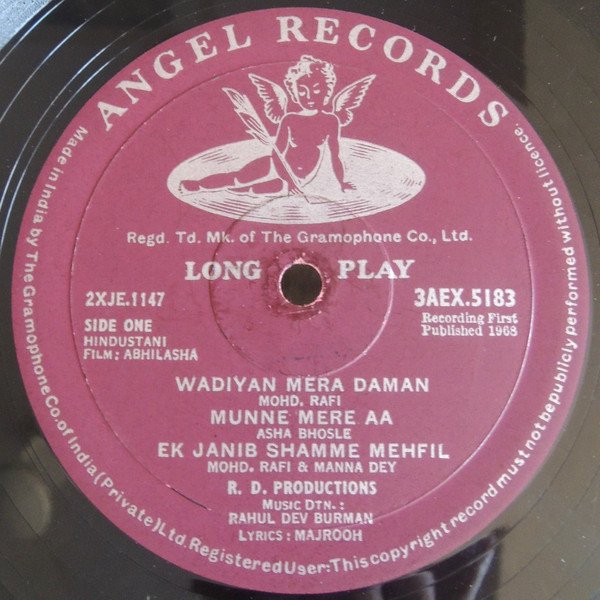 ANGEL RECORDS
Regd. Td. Mk. of The Gramophone Co., Ltd.
LONG PLAY
2XJE.1147
3AEX.5183
SIDE ONE
HINDUSTANI
FILM: ABHILASHA
Recording First
Published 1968
WADIYAN MERA DAMAN
MOHD. RAFI
MUNNE MERE AA
ASHA BHOSLE
EK JANIB SHAMME MEHFIL
MOHD. RAFI & MANNA DEY
R. D. PRODUCTIONS
MUSIC DTN.:
RAHUL DEV BURMAN
LYRICS: MAJROOH
Made in India by The Gramophone Co. of India (Private) Ltd. Registered User: This copyright record must not be publicly performed without licence.